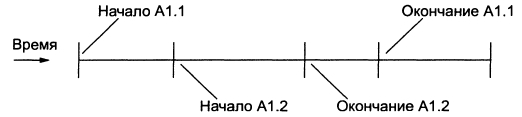 Начало А1.1
Окончание А1.1
Время
Начало А1.2
Окончание А1.2